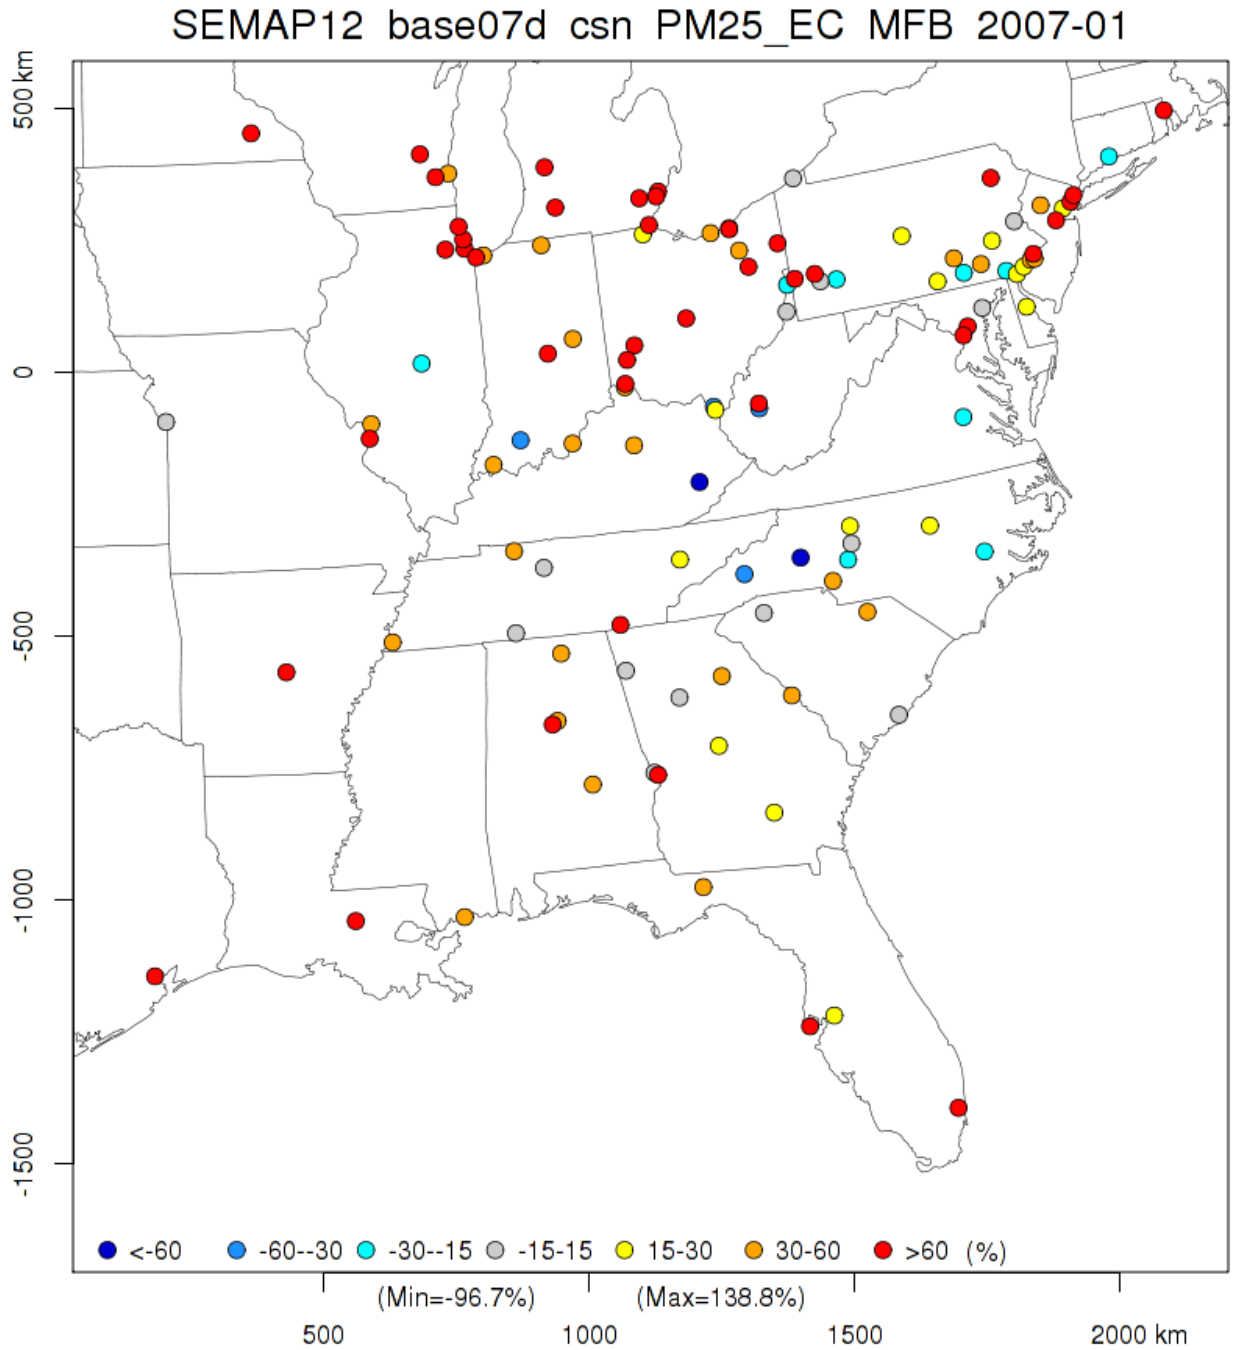 SEMAP12 base07d csn PM25_EC MFB 2007-01
500 km
0
-500
-1000
-1500
<-60 -60--30 -30--15 -15-15 15-30 30-60 >60 (%)
(Min=-96.7%) (Max=138.8%)
500 1000 1500 2000 km